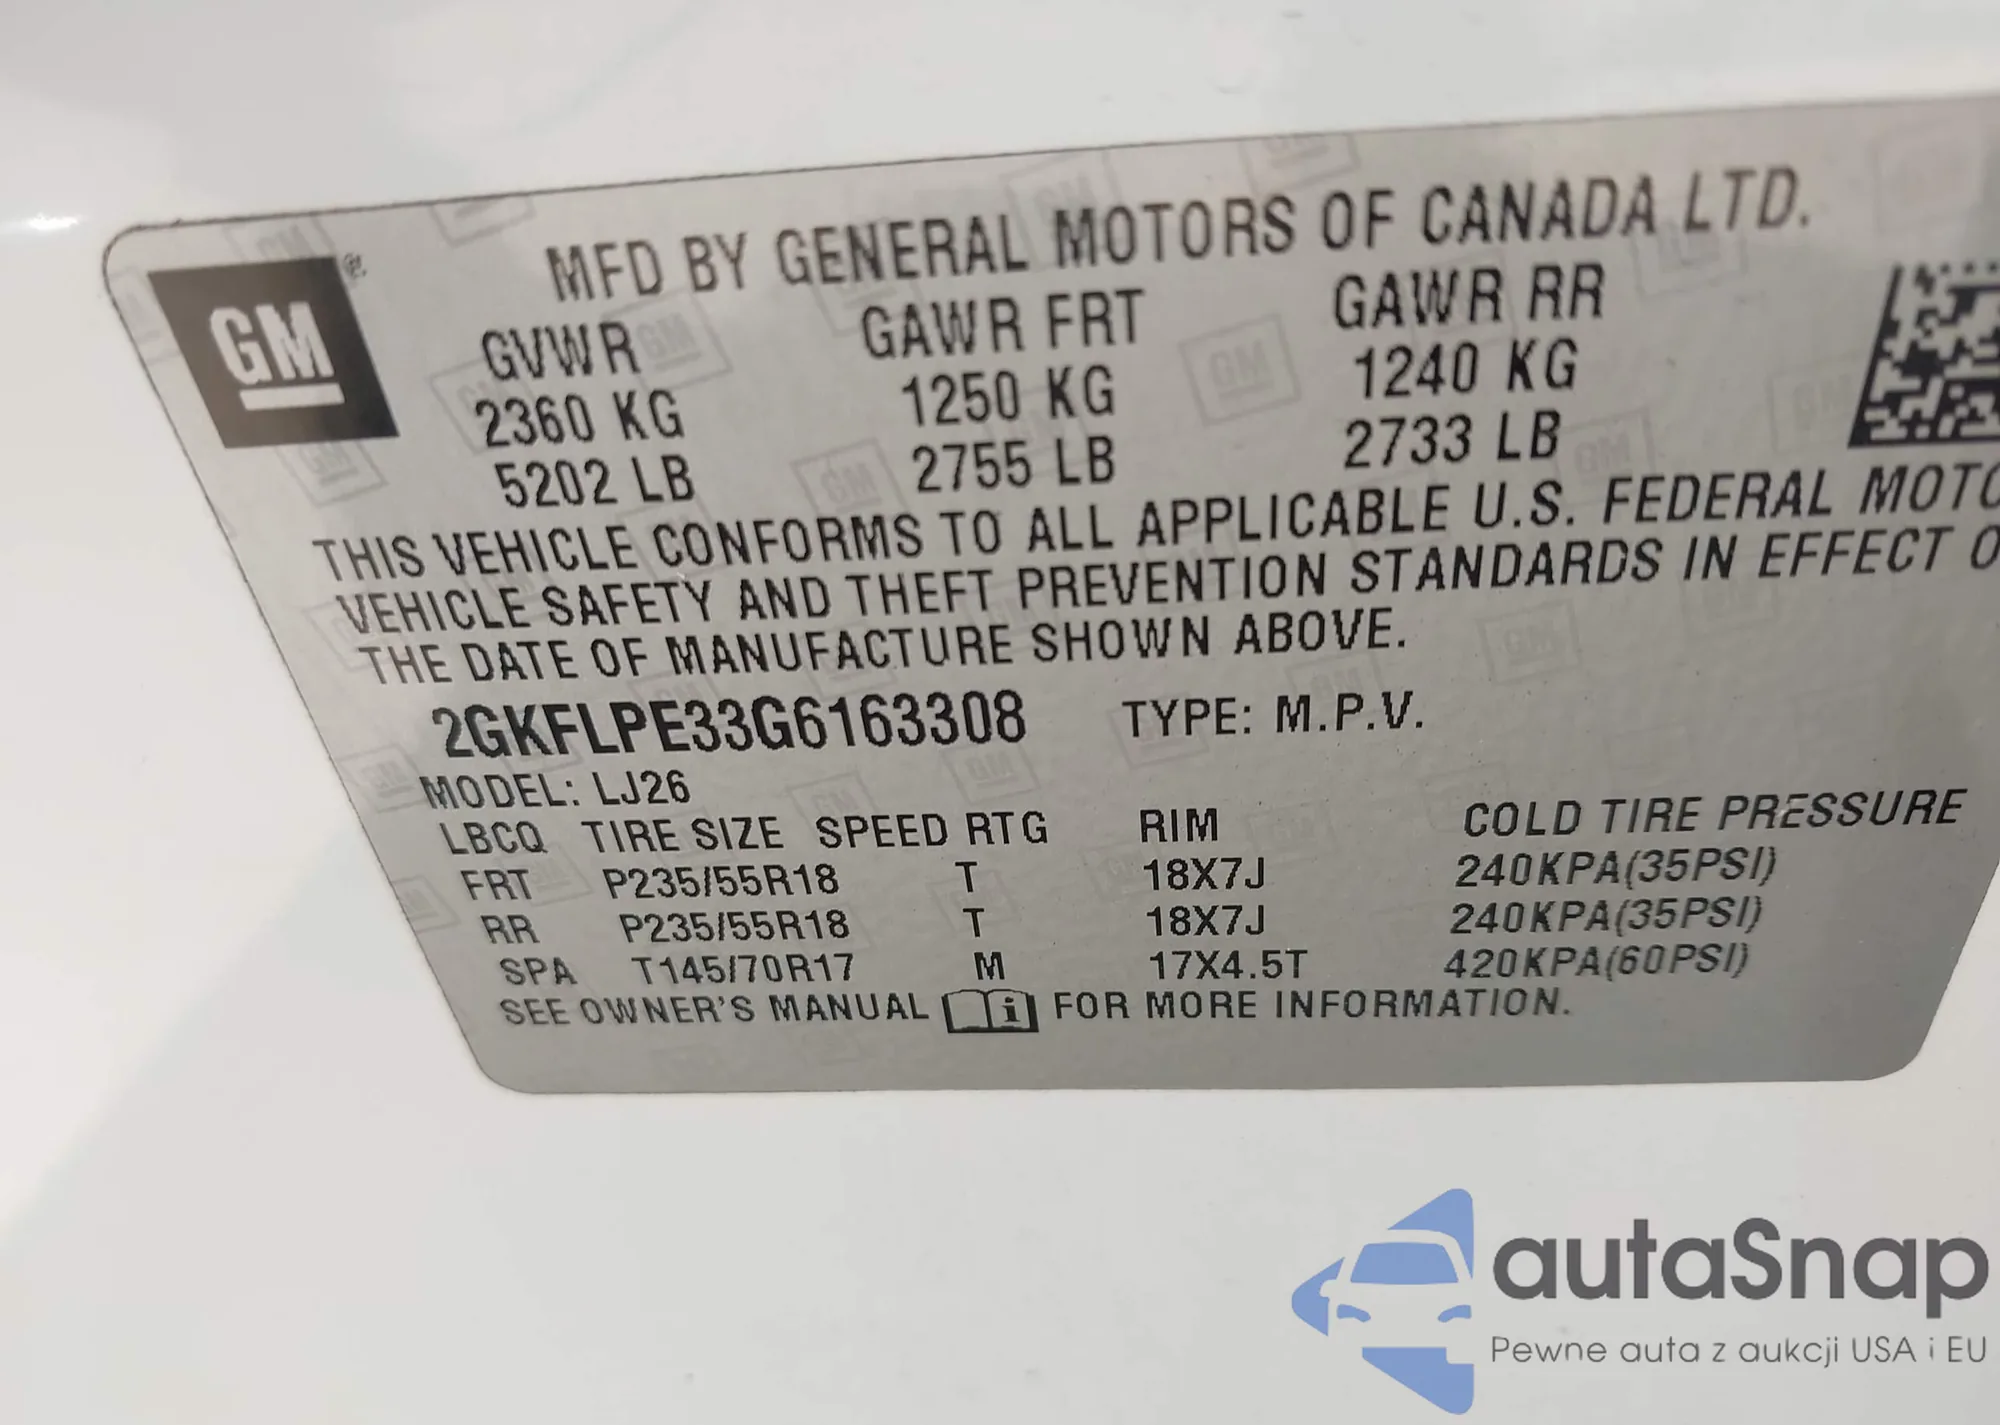 GM
MFD BY GENERAL MOTORS OF CANADA LTD.
GVWR GAWR FRT GAWR RR
2360 KG 1250 KG 1240 KG
5202 LB 2755 LB 2733 LB
THIS VEHICLE CONFORMS TO ALL APPLICABLE U.S. FEDERAL MOTO
VEHICLE SAFETY AND THEFT PREVENTION STANDARDS IN EFFECT O
THE DATE OF MANUFACTURE SHOWN ABOVE.
2GKFLPE33G6163308 TYPE: M.P.V.
MODEL: LJ26
LBCQ TIRE SIZE SPEED RTG RIM COLD TIRE PRESSURE
FRT P235/55R18 T 18X7J 240KPA(35PSI)
RR P235/55R18 T 18X7J 240KPA(35PSI)
SPA T145/70R17 M 17X4.5T 420KPA(60PSI)
SEE OWNER'S MANUAL i FOR MORE INFORMATION.
autaSnap
Pewne auta z aukcji USA i EU